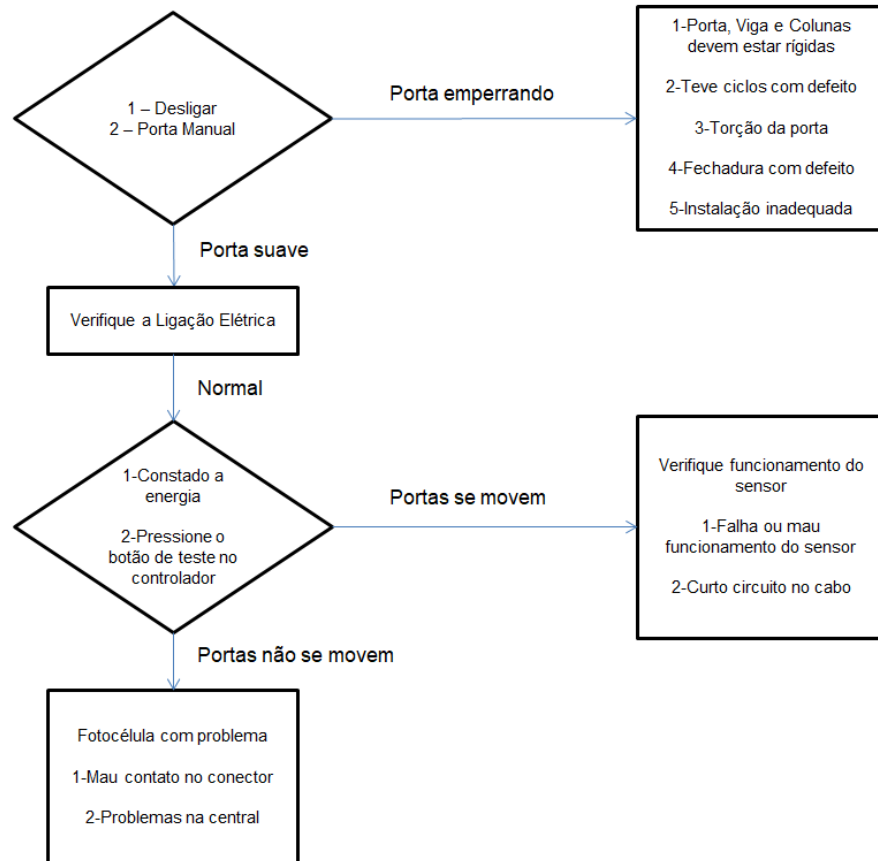 1 – Desligar
2 – Porta Manual
Porta emperrando
1-Porta, Viga e Colunas
devem estar rígidas
2-Teve ciclos com defeito
3-Torção da porta
4-Fechadura com defeito
5-Instalação inadequada
Porta suave
Verifique a Ligação Elétrica
Normal
1-Constado a
energia
2-Pressione o
botão de teste no
controlador
Portas se movem
Verifique funcionamento do
sensor
1-Falha ou mau
funcionamento do sensor
2-Curto circuito no cabo
Portas não se movem
Fotocélula com problema
1-Mau contato no conector
2-Problemas na central